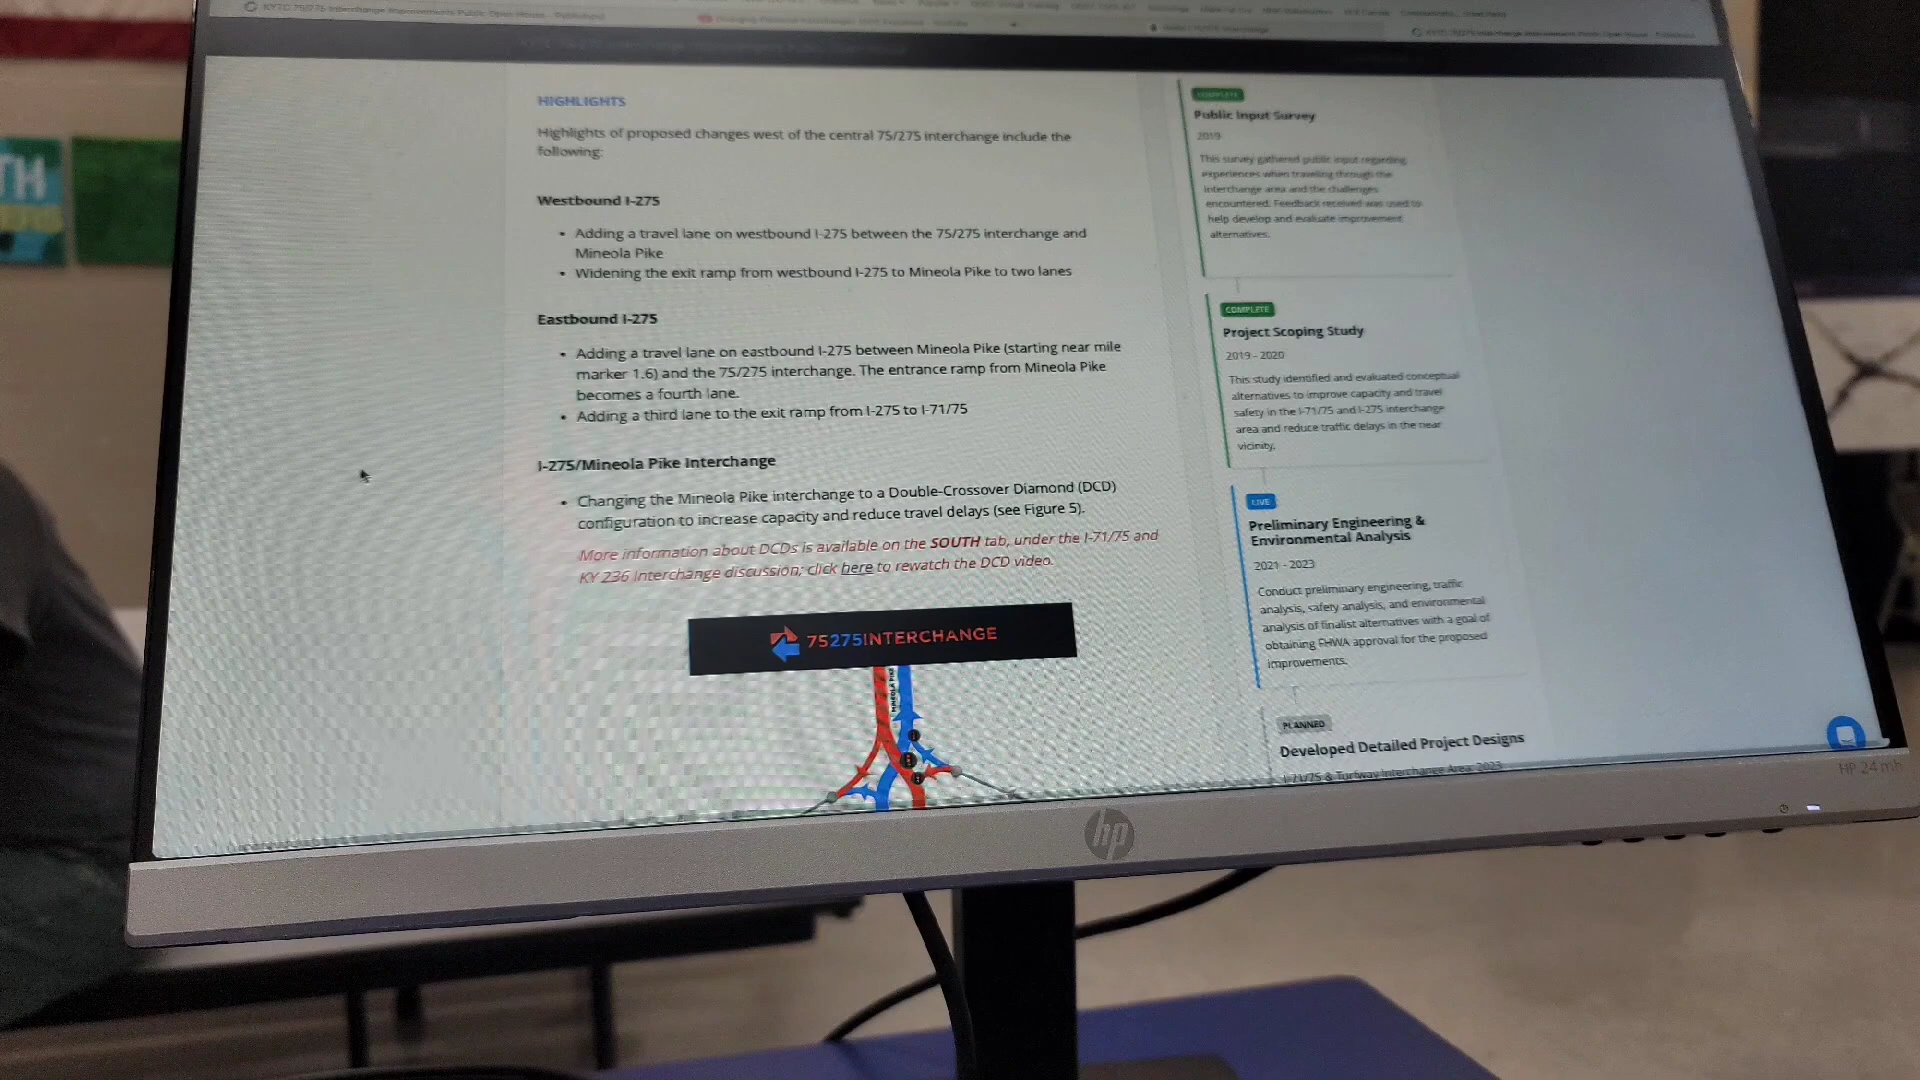 KYTC 75/275 Interchange Improvements Public Open House - Published
TH
HIGHLIGHTS
Highlights of proposed changes west of the central 75/275 interchange include the
following:
Westbound I-275
• Adding a travel lane on westbound I-275 between the 75/275 interchange and
Mineola Pike
• Widening the exit ramp from westbound I-275 to Mineola Pike to two lanes
Eastbound I-275
• Adding a travel lane on eastbound I-275 between Mineola Pike (starting near mile
marker 1.6) and the 75/275 interchange. The entrance ramp from Mineola Pike
becomes a fourth lane.
• Adding a third lane to the exit ramp from I-275 to I-71/75
I-275/Mineola Pike Interchange
• Changing the Mineola Pike interchange to a Double-Crossover Diamond (DCD)
configuration to increase capacity and reduce travel delays (see Figure 5).
More information about DCDs is available on the SOUTH tab, under the I-71/75 and
KY 236 Interchange discussion; click here to rewatch the DCD video.
75275INTERCHANGE
MINEOLA PIKE
COMPLETE
Public Input Survey
2019
This survey gathered public input regarding
experiences when traveling through the
interchange area and the challenges
encountered. Feedback received was used to
help develop and evaluate improvement
alternatives.
COMPLETE
Project Scoping Study
2019 - 2020
This study identified and evaluated conceptual
alternatives to improve capacity and travel
safety in the I-71/75 and I-275 interchange
area and reduce traffic delays in the near
vicinity.
LIVE
Preliminary Engineering &
Environmental Analysis
2021 - 2023
Conduct preliminary engineering, traffic
analysis, safety analysis, and environmental
analysis of finalist alternatives with a goal of
obtaining FHWA approval for the proposed
improvements.
PLANNED
Developed Detailed Project Designs
I-71/75 & Turfway Interchange Area: 2023
HP 24mh
hp